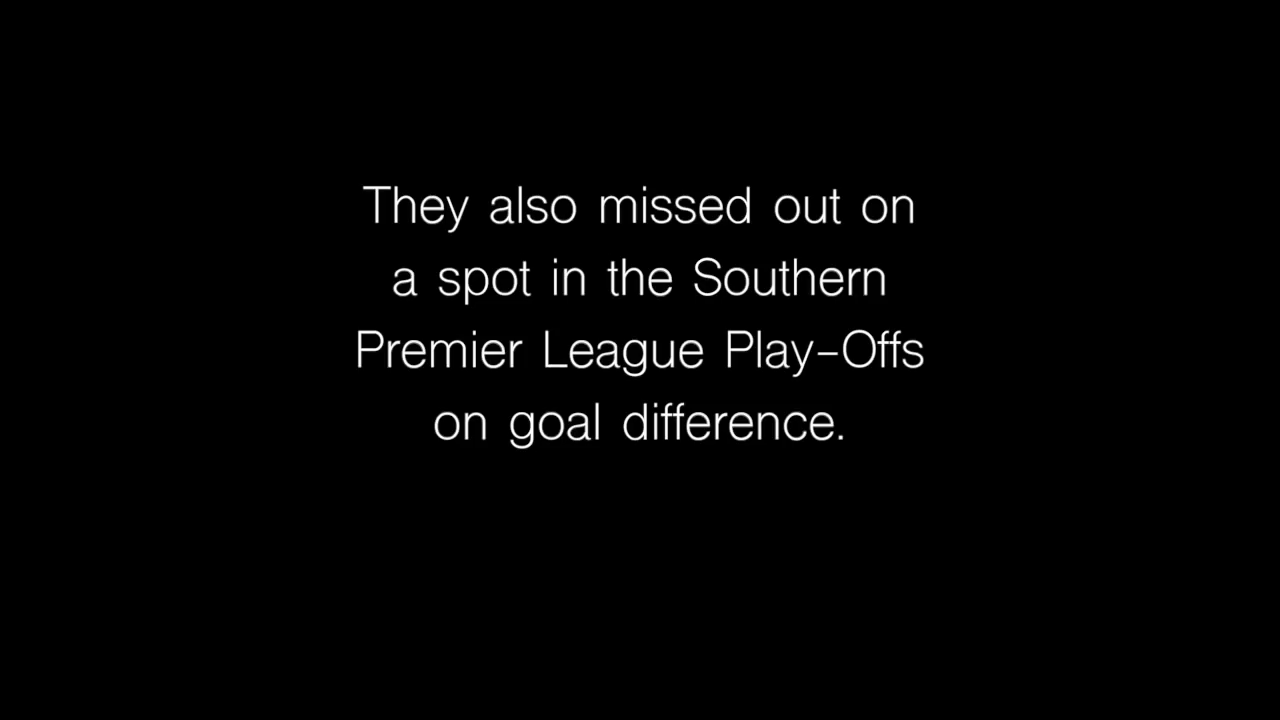 They also missed out on
a spot in the Southern
Premier League Play-Offs
on goal difference.